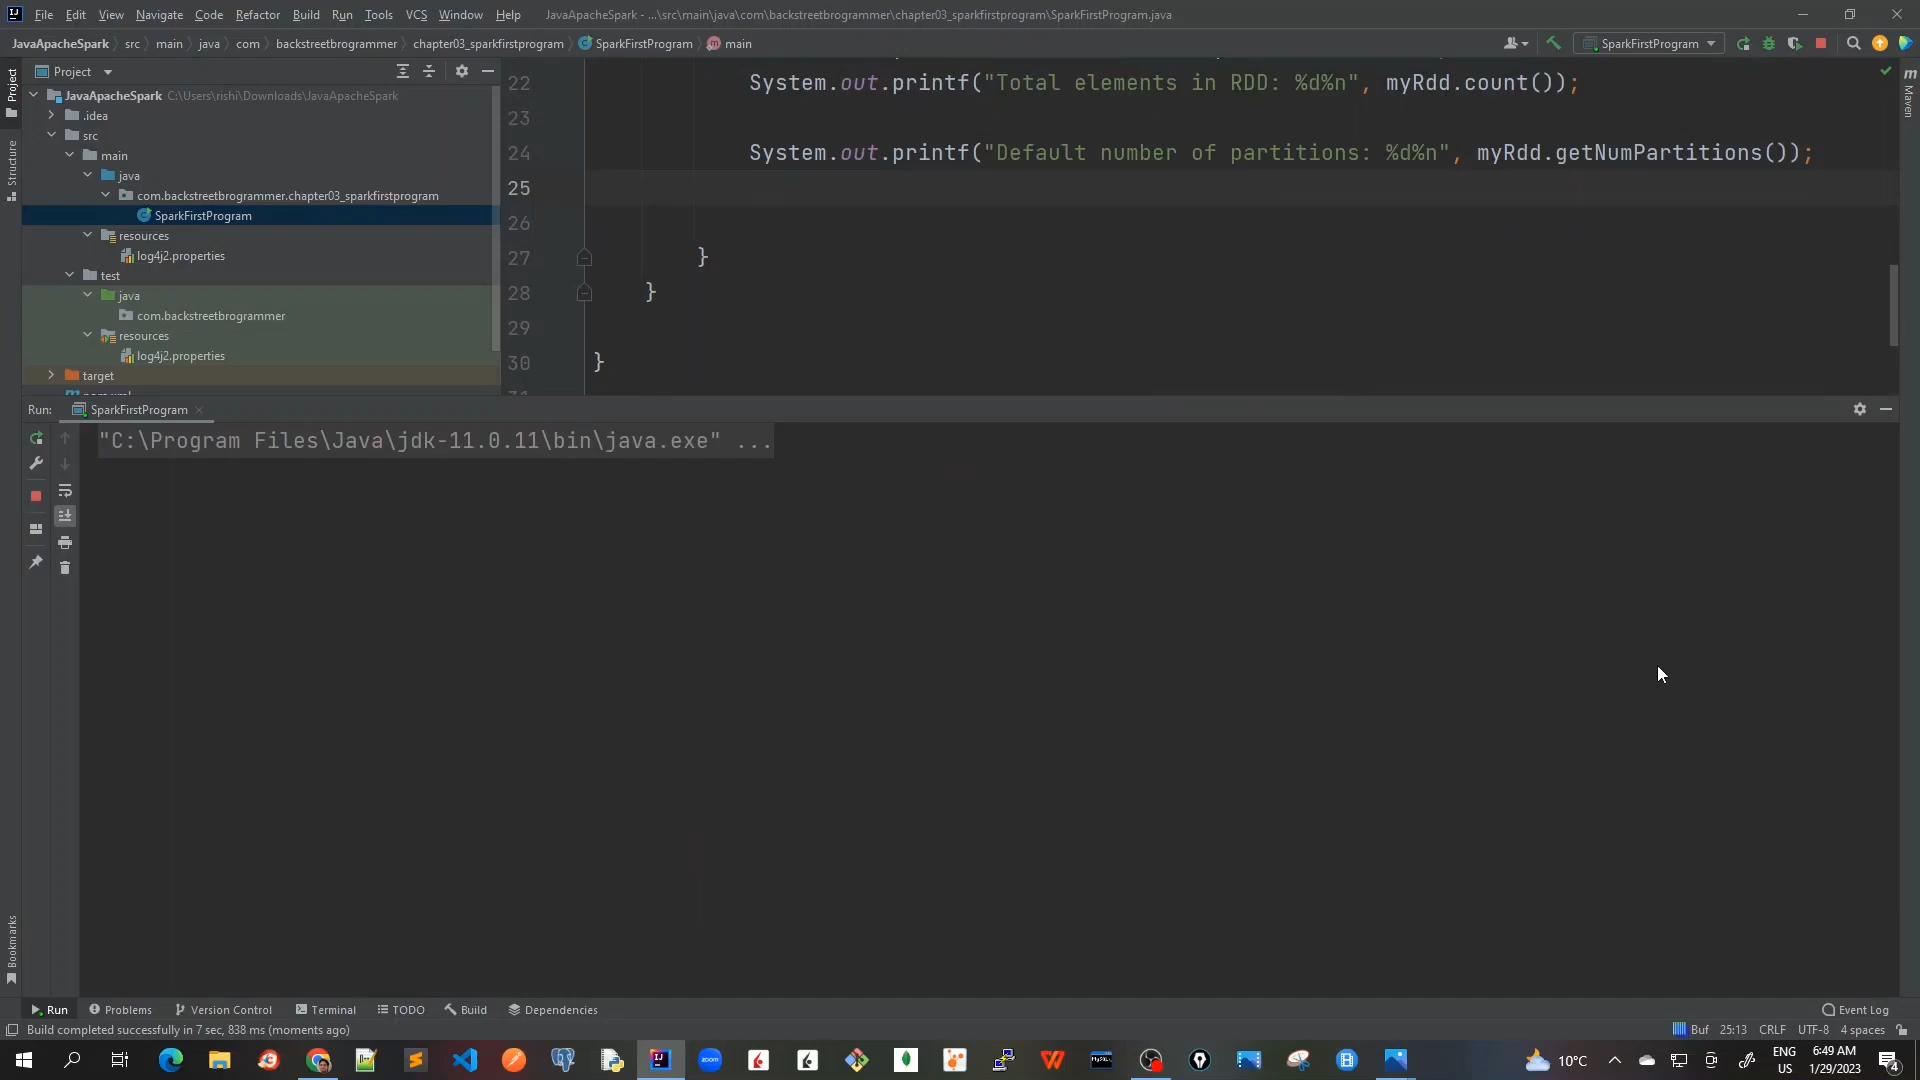 File Edit View Navigate Code Refactor Build Run Tools VCS Window Help JavaApacheSpark - ...\src\main\java\com\backstreetbrogrammer\chapter03_sparkfirstprogram\SparkFirstProgram.java
JavaApacheSpark src main java com backstreetbrogrammer chapter03_sparkfirstprogram SparkFirstProgram main SparkFirstProgram
Project
JavaApacheSpark C:\Users\rishi\Downloads\JavaApacheSpark
.idea
src
main
java
com.backstreetbrogrammer.chapter03_sparkfirstprogram
SparkFirstProgram
resources
log4j2.properties
test
java
com.backstreetbrogrammer
resources
log4j2.properties
target
Project
Structure
Bookmarks
Maven
22 System.out.printf("Total elements in RDD: %d%n", myRdd.count());
23
24 System.out.printf("Default number of partitions: %d%n", myRdd.getNumPartitions());
25
26
27 }
28 }
29
30 }
Run: SparkFirstProgram
"C:\Program Files\Java\jdk-11.0.11\bin\java.exe" ...
Run Problems Version Control Terminal TODO Build Dependencies Event Log
Build completed successfully in 7 sec, 838 ms (moments ago) Buf 25:13 CRLF UTF-8 4 spaces
10°C ENG US 6:49 AM 1/29/2023 4